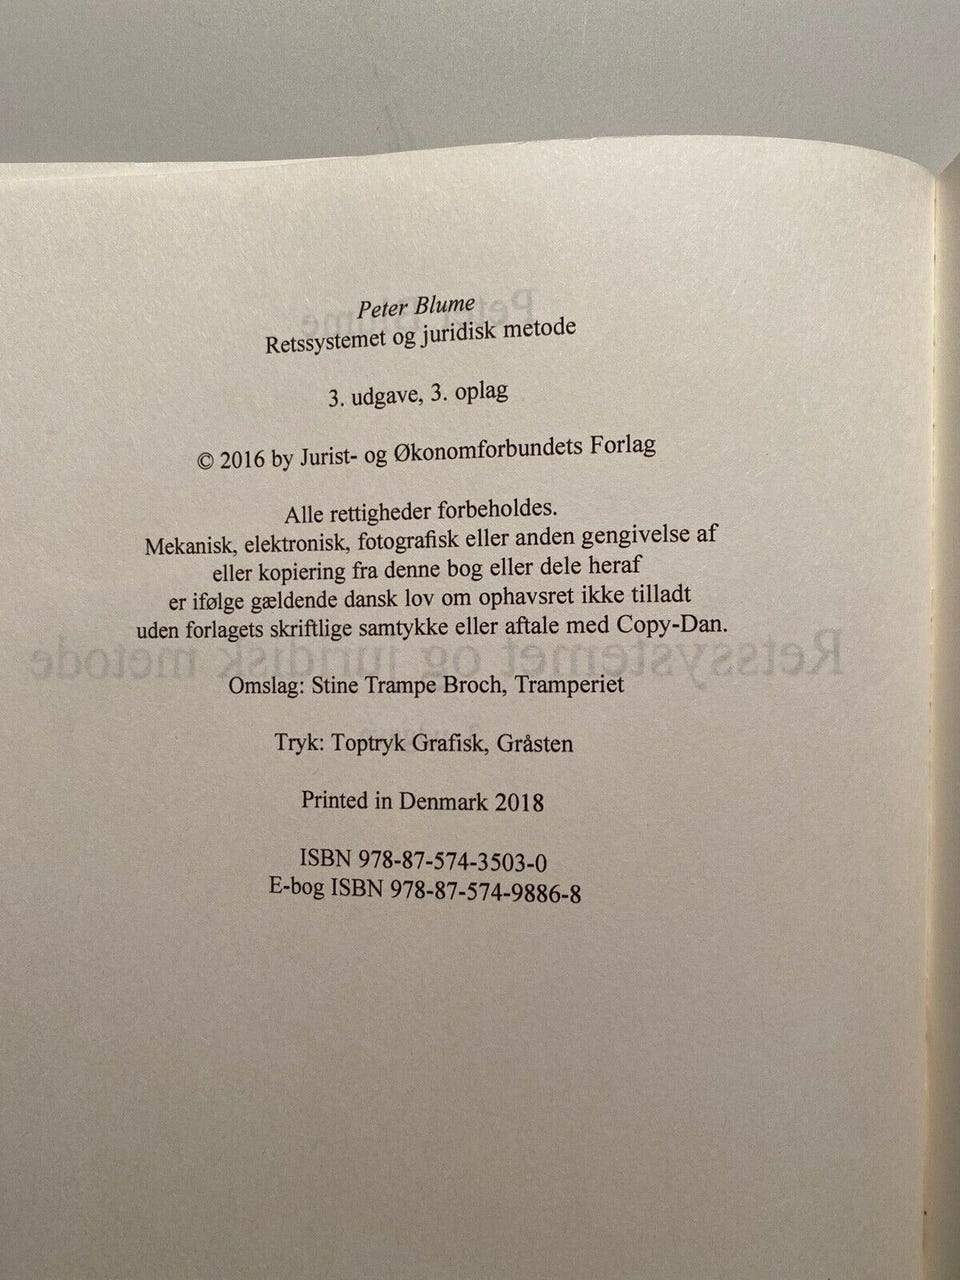 Peter Blume
Retssystemet og juridisk metode
3. udgave, 3. oplag
© 2016 by Jurist- og Økonomforbundets Forlag
Alle rettigheder forbeholdes.
Mekanisk, elektronisk, fotografisk eller anden gengivelse af
eller kopiering fra denne bog eller dele heraf
er ifølge gældende dansk lov om ophavsret ikke tilladt
uden forlagets skriftlige samtykke eller aftale med Copy-Dan.
Omslag: Stine Trampe Broch, Tramperiet
Tryk: Toptryk Grafisk, Gråsten
Printed in Denmark 2018
ISBN 978-87-574-3503-0
E-bog ISBN 978-87-574-9886-8